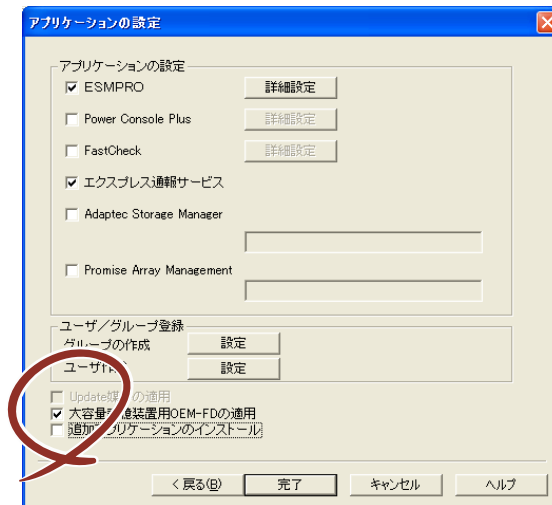 アプリケーションの設定
アプリケーションの設定
ESMPRO 詳細設定
Power Console Plus 詳細設定
FastCheck 詳細設定
エクスプレス通報サービス
Adaptec Storage Manager
Promise Array Management
ユーザ/グループ登録
グループの作成 設定
ユーザ 設定
Update の適用
大容量 憶装置用OEM-FDの適用
追加 プリケーションのインストール
< 戻る(B) 完了 キャンセル ヘルプ